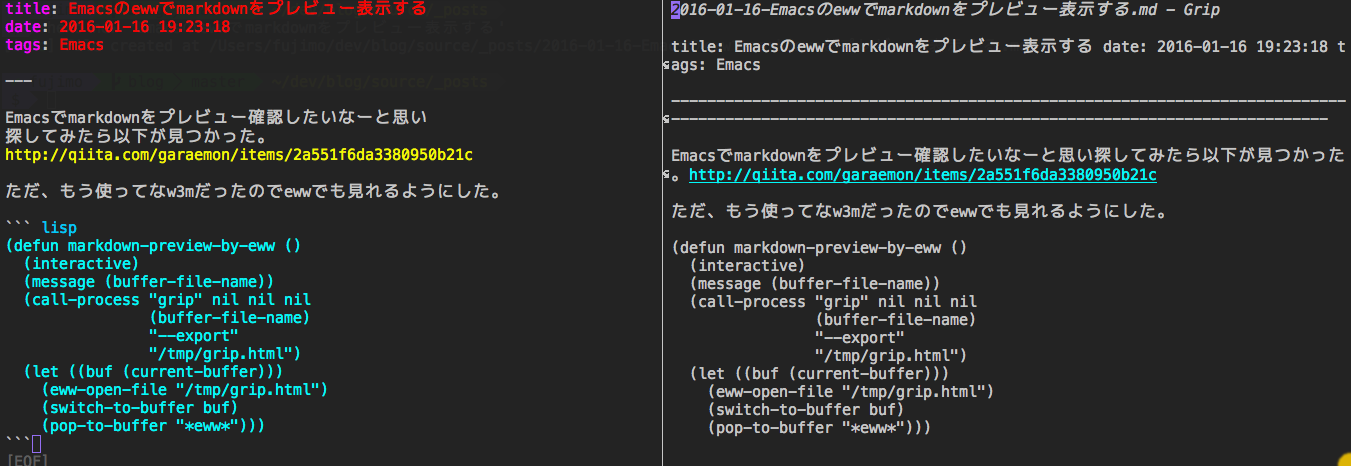 title: Emacsのewwでmarkdownをプレビュー表示する
date: 2016-01-16 19:23:18
tags: Emacs
---
Emacsでmarkdownをプレビュー確認したいなーと思い
探してみたら以下が見つかった。
http://qiita.com/garaemon/items/2a551f6da3380950b21c
ただ、もう使ってなw3mだったのでewwでも見れるようにした。
``` lisp
(defun markdown-preview-by-eww ()
  (interactive)
  (message (buffer-file-name))
  (call-process "grip" nil nil nil
                (buffer-file-name)
                "--export"
                "/tmp/grip.html")
  (let ((buf (current-buffer)))
    (eww-open-file "/tmp/grip.html")
    (switch-to-buffer buf)
    (pop-to-buffer "*eww*")))
```
[EOF]
2016-01-16-Emacsのewwでmarkdownをプレビュー表示する.md - Grip
title: Emacsのewwでmarkdownをプレビュー表示する date: 2016-01-16 19:23:18 t
ags: Emacs
Emacsでmarkdownをプレビュー確認したいなーと思い探してみたら以下が見つかった
。http://qiita.com/garaemon/items/2a551f6da3380950b21c
ただ、もう使ってなw3mだったのでewwでも見れるようにした。
(defun markdown-preview-by-eww ()
  (interactive)
  (message (buffer-file-name))
  (call-process "grip" nil nil nil
                (buffer-file-name)
                "--export"
                "/tmp/grip.html")
  (let ((buf (current-buffer)))
    (eww-open-file "/tmp/grip.html")
    (switch-to-buffer buf)
    (pop-to-buffer "*eww*")))